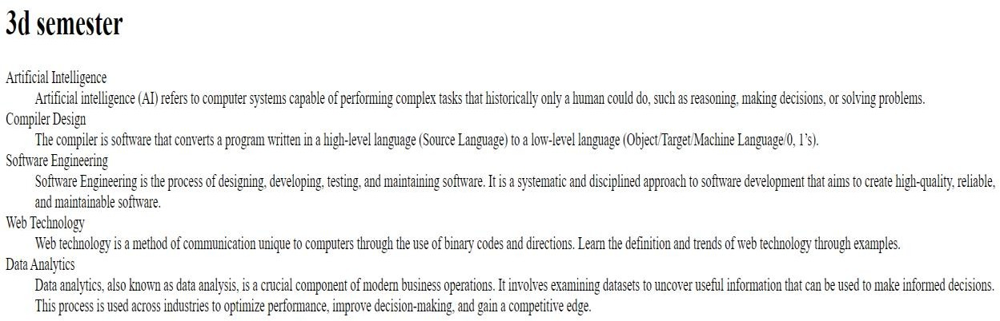 3d semester
Artificial Intelligence
Artificial intelligence (AI) refers to computer systems capable of performing complex tasks that historically only a human could do, such as reasoning, making decisions, or solving problems.
Compiler Design
The compiler is software that converts a program written in a high-level language (Source Language) to a low-level language (Object/Target/Machine Language/0, 1's).
Software Engineering
Software Engineering is the process of designing, developing, testing, and maintaining software. It is a systematic and disciplined approach to software development that aims to create high-quality, reliable,
and maintainable software.
Web Technology
Web technology is a method of communication unique to computers through the use of binary codes and directions. Learn the definition and trends of web technology through examples.
Data Analytics
Data analytics, also known as data analysis, is a crucial component of modern business operations. It involves examining datasets to uncover useful information that can be used to make informed decisions.
This process is used across industries to optimize performance, improve decision-making, and gain a competitive edge.